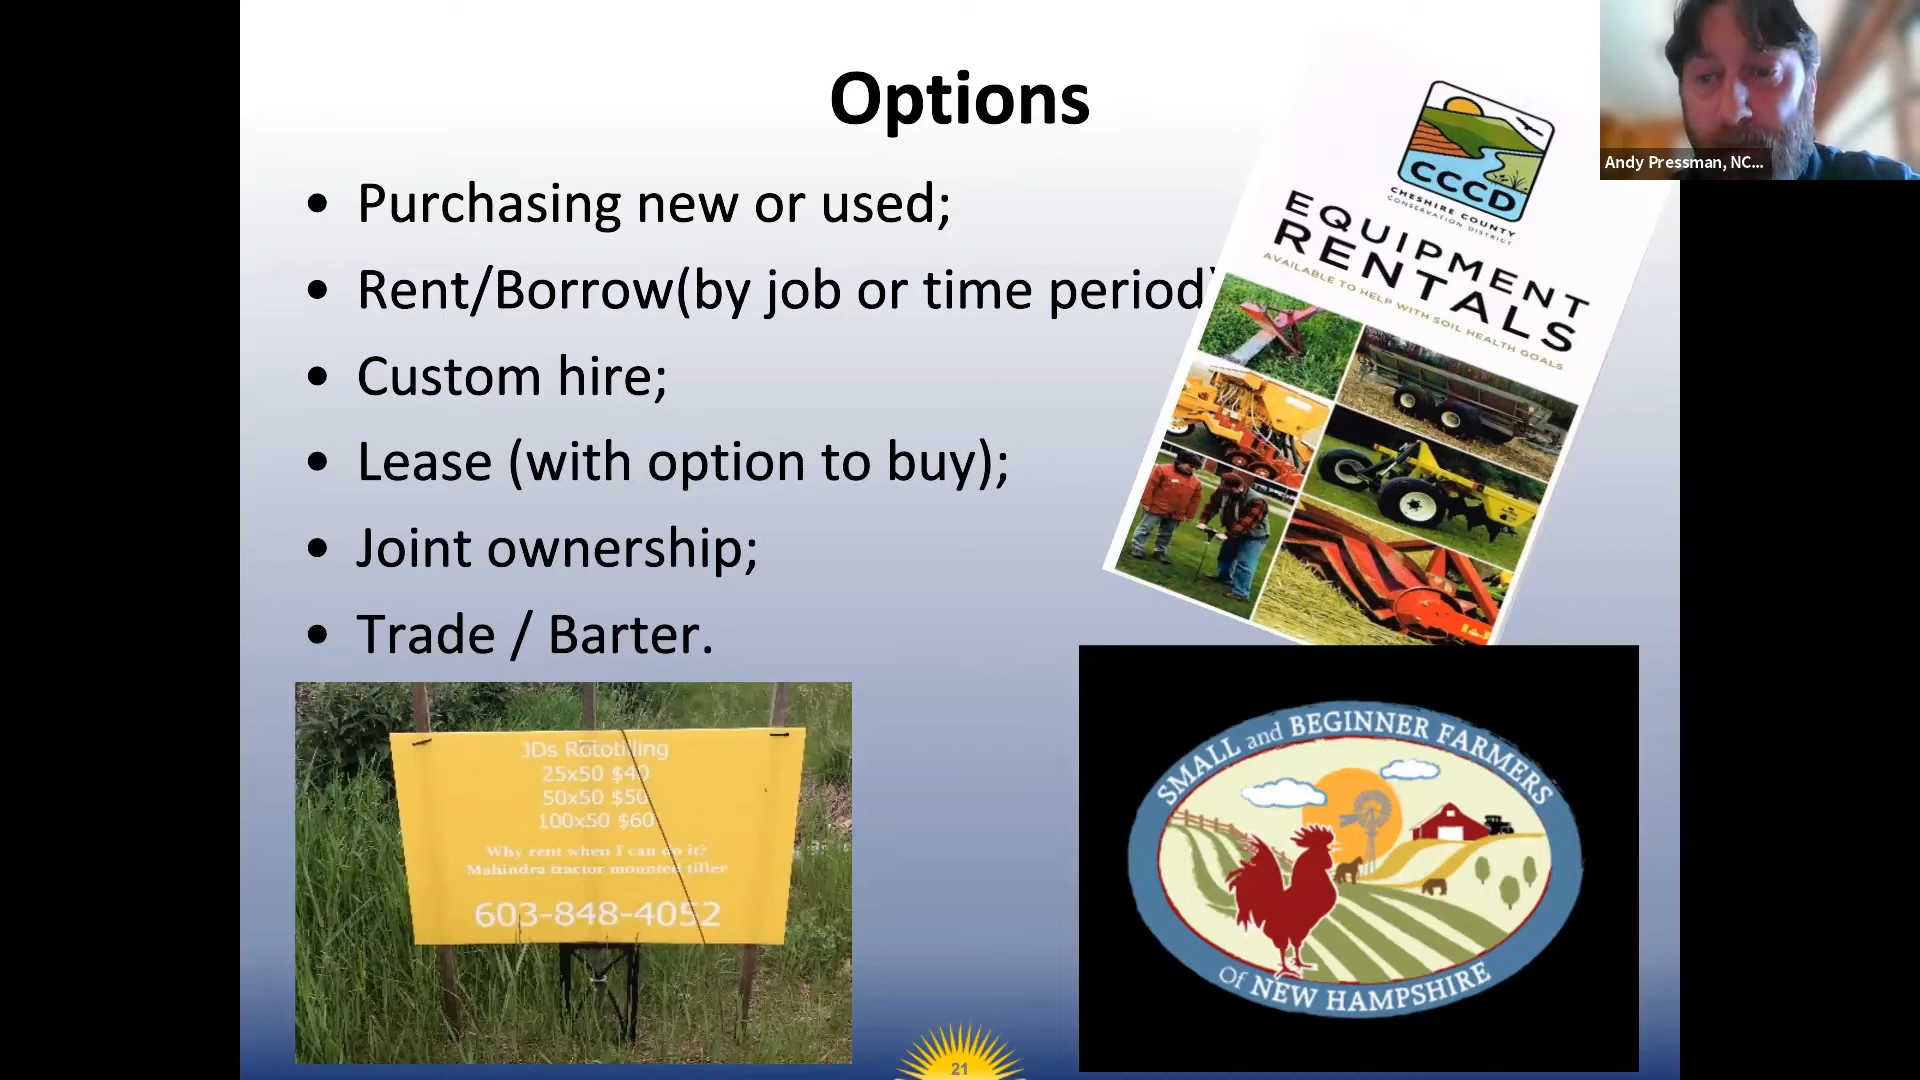 Options
• Purchasing new or used;
• Rent/Borrow(by job or time period)
• Custom hire;
• Lease (with option to buy);
• Joint ownership;
• Trade / Barter.
CCCD
CHESHIRE COUNTY
CONSERVATION DISTRICT
EQUIPMENT
RENTALS
AVAILABLE TO HELP WITH SOIL HEALTH GOALS
Andy Pressman, NC...
JDs Rototilling
25x50 $40
50x50 $50
100x50 $60
Why rent when I can do it?
Mahindra tractor mounted tiller
603-848-4052
SMALL and BEGINNER FARMERS
Of NEW HAMPSHIRE
21